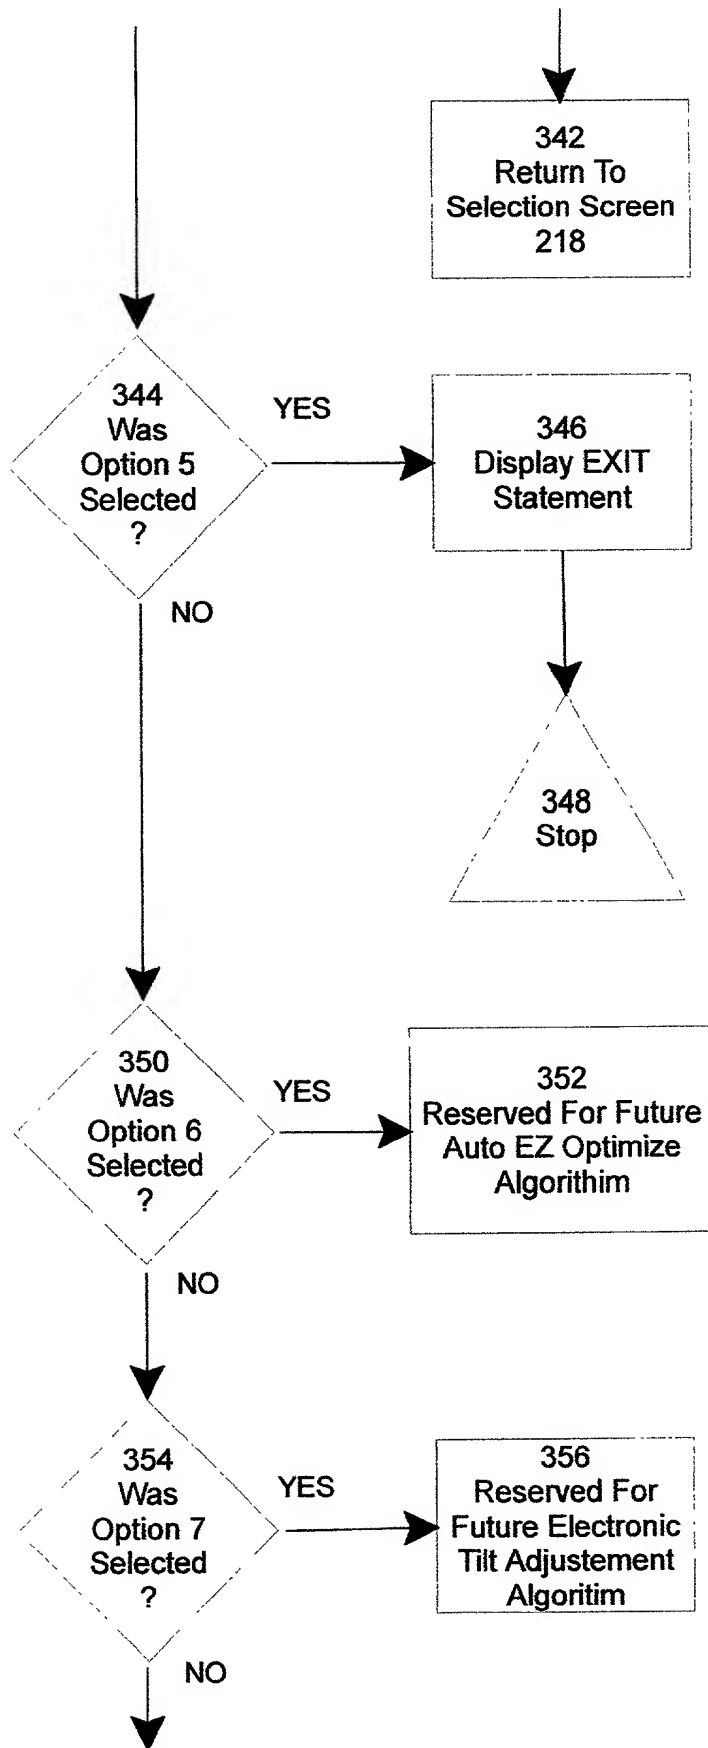 342
Return To
Selection Screen
218
344
Was
Option 5
Selected
?
YES
346
Display EXIT
Statement
NO
348
Stop
350
Was
Option 6
Selected
?
YES
352
Reserved For Future
Auto EZ Optimize
Algorithim
NO
354
Was
Option 7
Selected
?
YES
356
Reserved For
Future Electronic
Tilt Adjustement
Algoritim
NO